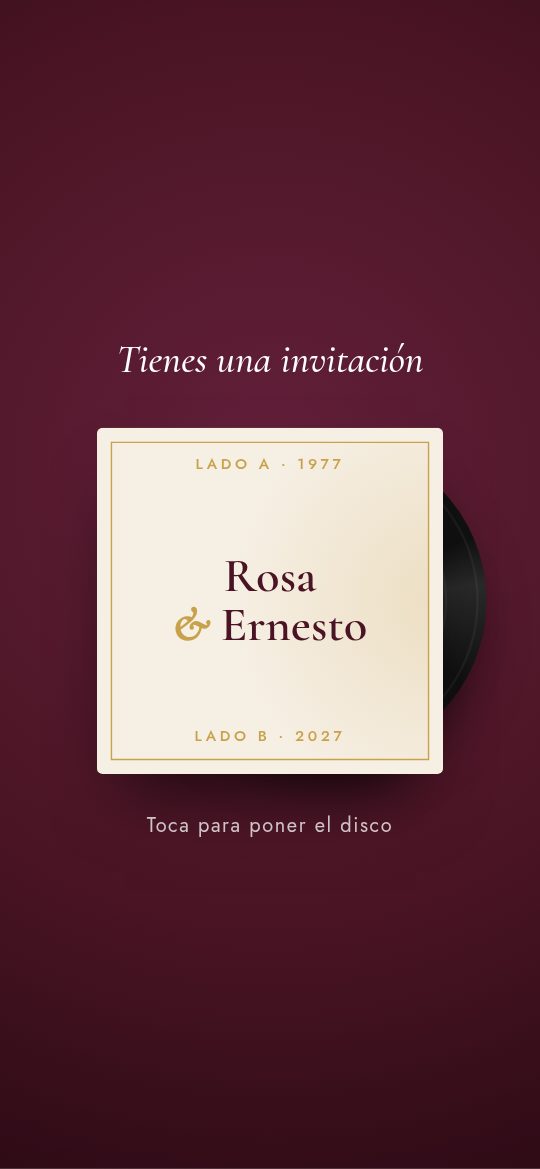 Tienes una invitación
LADO A · 1977
Rosa
& Ernesto
LADO B · 2027
Toca para poner el disco